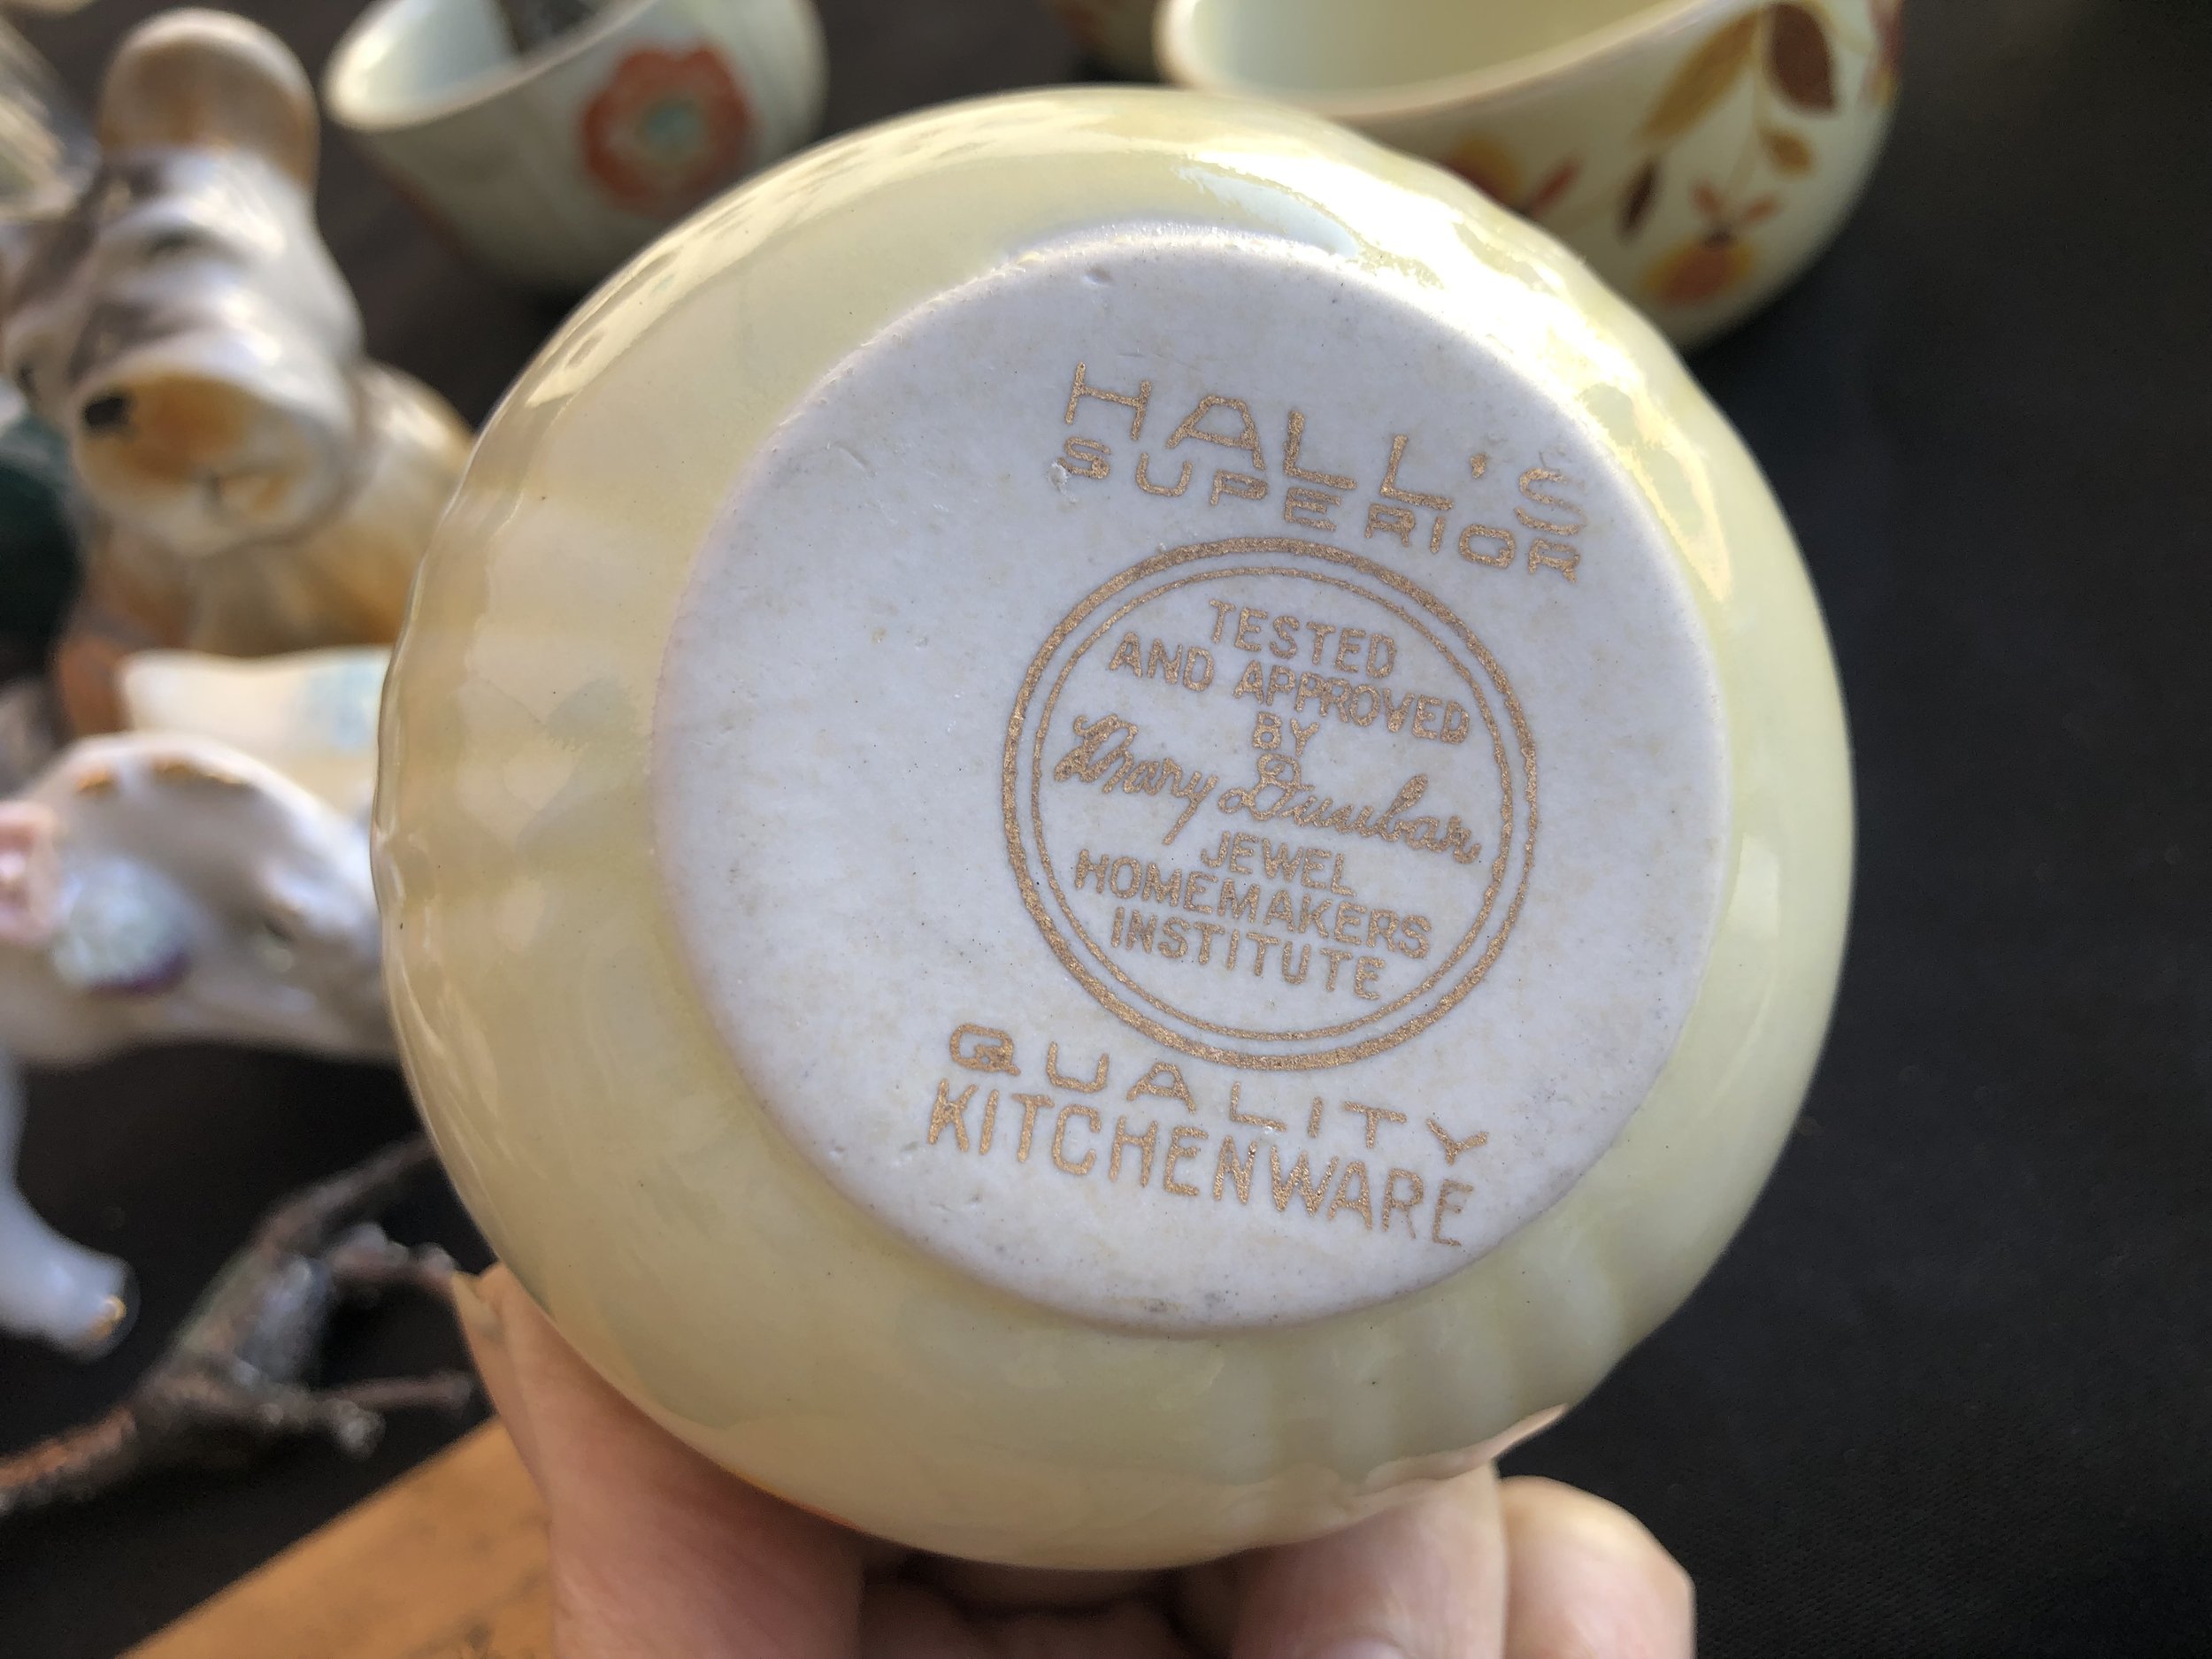 HALL'S
SUPERIOR
TESTED
AND APPROVED
BY
Mary Dunbar
JEWEL
HOMEMAKERS
INSTITUTE
QUALITY
KITCHENWARE